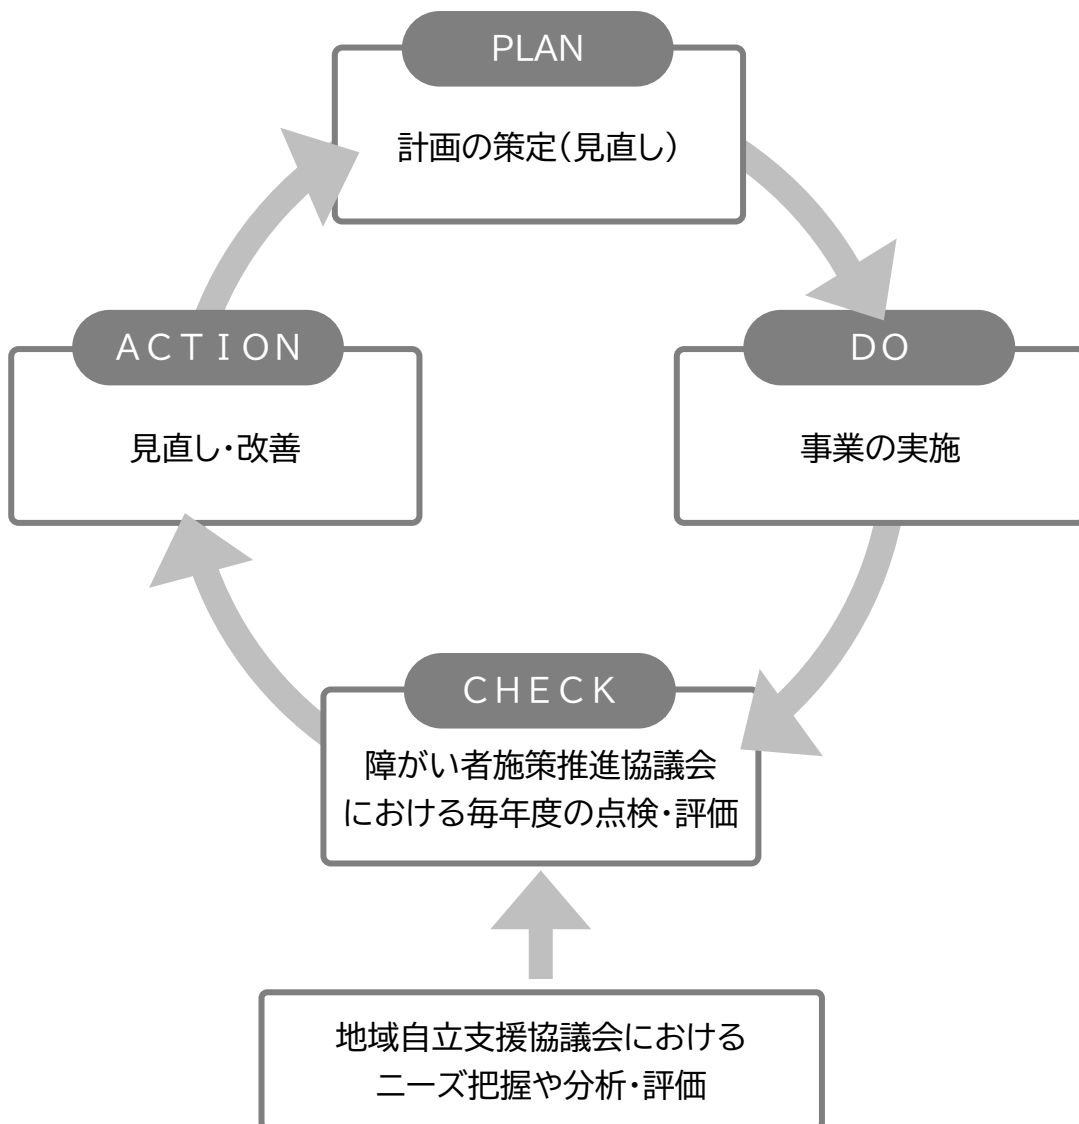 PLAN
計画の策定（見直し）
ＡＣＴＩＯＮ
見直し・改善
ＤＯ
事業の実施
ＣＨＥＣＫ
障がい者施策推進協議会
における毎年度の点検・評価
地域自立支援協議会における
ニーズ把握や分析・評価